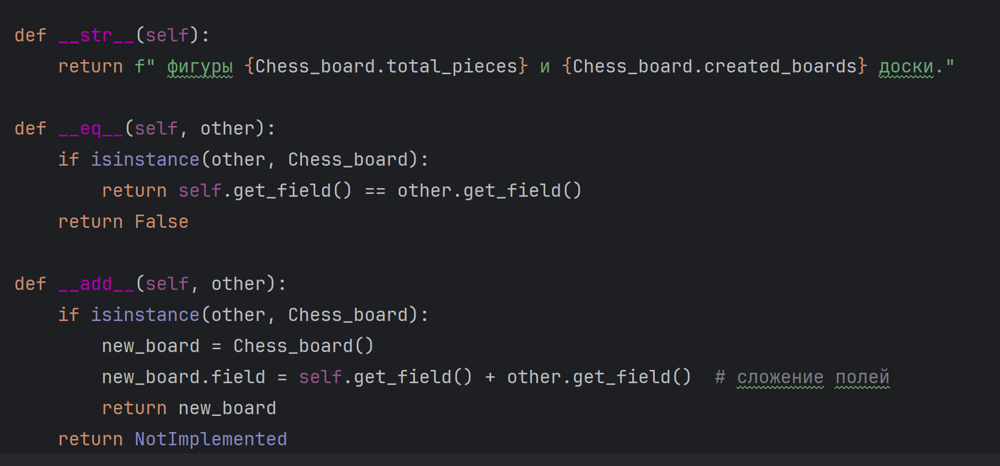 def __str__(self):
    return f" фигуры {Chess_board.total_pieces} и {Chess_board.created_boards} доски."
def __eq__(self, other):
    if isinstance(other, Chess_board):
        return self.get_field() == other.get_field()
    return False
def __add__(self, other):
    if isinstance(other, Chess_board):
        new_board = Chess_board()
        new_board.field = self.get_field() + other.get_field()  # сложение полей
        return new_board
    return NotImplemented